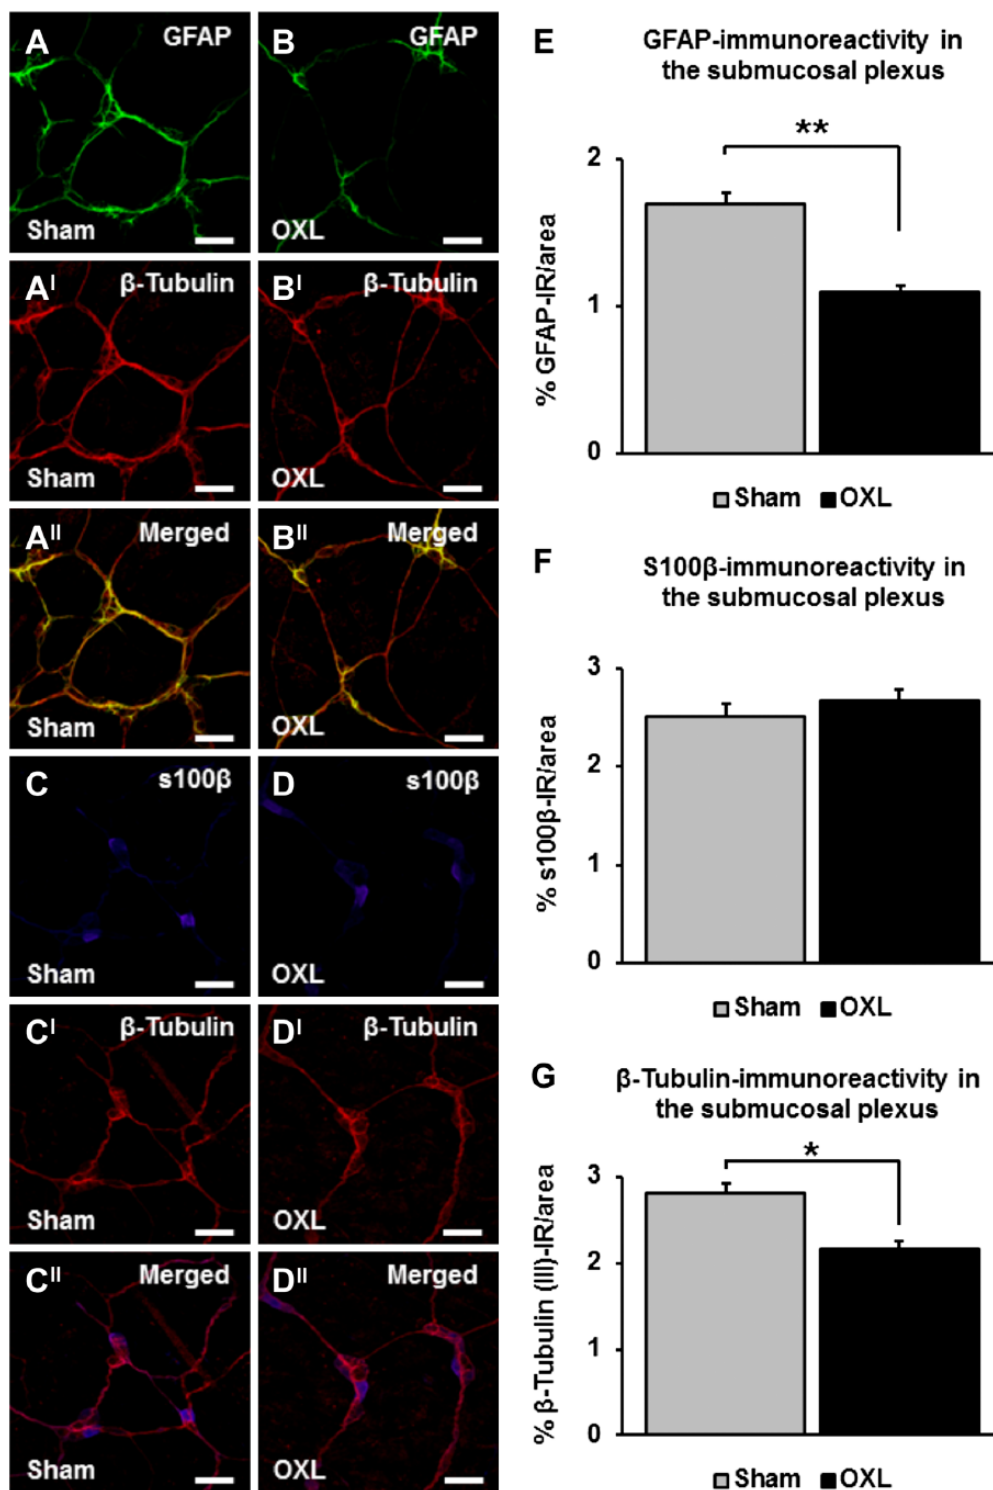 A GFAP
Sham
B GFAP
OXL
Aᴵ β-Tubulin
Sham
Bᴵ β-Tubulin
OXL
Aᴵᴵ Merged
Sham
Bᴵᴵ Merged
OXL
C s100β
Sham
D s100β
OXL
Cᴵ β-Tubulin
Sham
Dᴵ β-Tubulin
OXL
Cᴵᴵ Merged
Sham
Dᴵᴵ Merged
OXL
E GFAP-immunoreactivity in
the submucosal plexus
% GFAP-IR/area
2
1
0
**
Sham OXL
F S100β-immunoreactivity in
the submucosal plexus
% s100β-IR/area
3
2
1
0
Sham OXL
G β-Tubulin-immunoreactivity in
the submucosal plexus
% β-Tubulin (III)-IR/area
3
2
1
0
*
Sham OXL